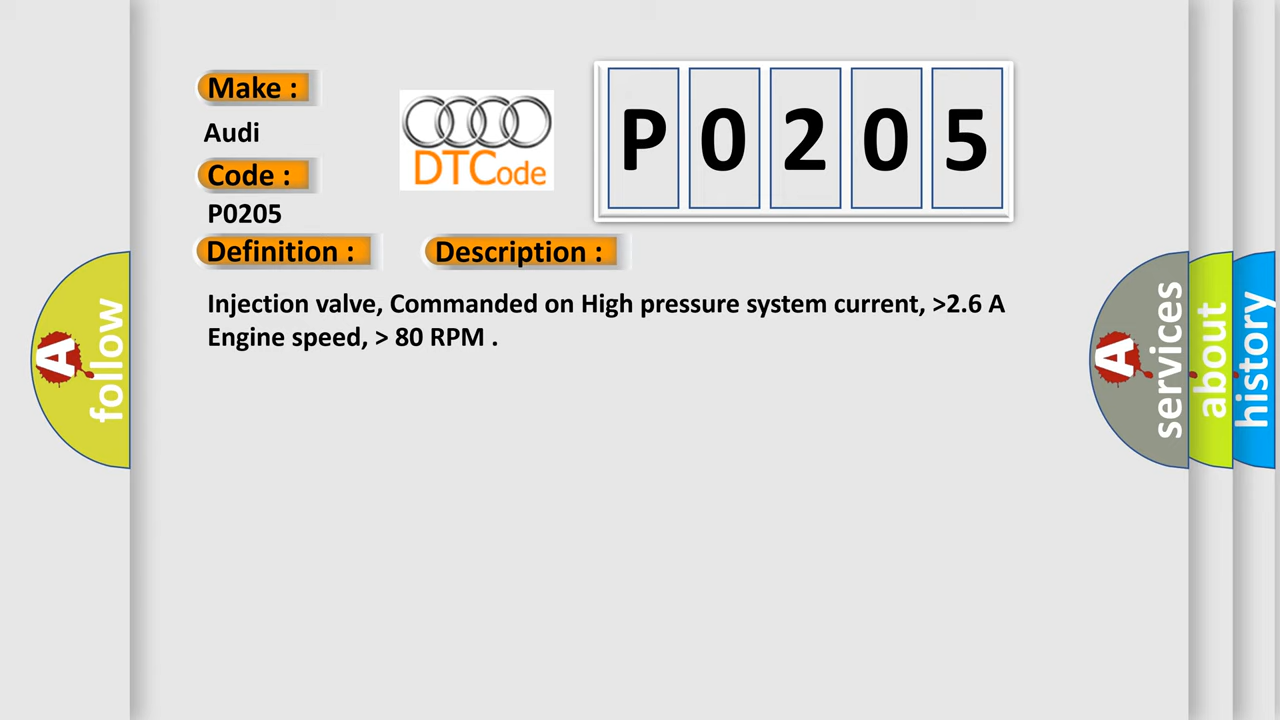 Make :
Audi
Code :
P0205
DTCode
P0205
Definition :
Description :
Injection valve, Commanded on High pressure system current, >2.6 A
Engine speed, > 80 RPM .
A
follow
A
services
about
history